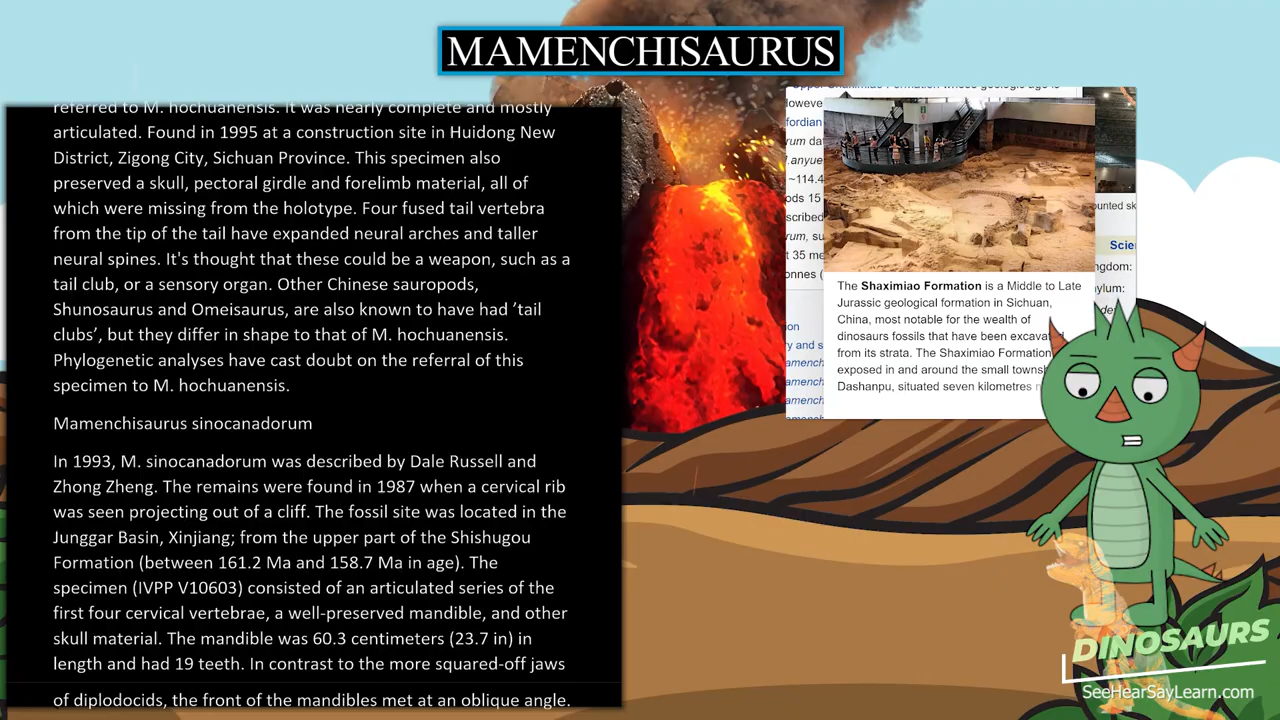 MAMENCHISAURUS
referred to M. hochuanensis. It was nearly complete and mostly
articulated. Found in 1995 at a construction site in Huidong New
District, Zigong City, Sichuan Province. This specimen also
preserved a skull, pectoral girdle and forelimb material, all of
which were missing from the holotype. Four fused tail vertebra
from the tip of the tail have expanded neural arches and taller
neural spines. It's thought that these could be a weapon, such as a
tail club, or a sensory organ. Other Chinese sauropods,
Shunosaurus and Omeisaurus, are also known to have had ’tail
clubs’, but they differ in shape to that of M. hochuanensis.
Phylogenetic analyses have cast doubt on the referral of this
specimen to M. hochuanensis.
Mamenchisaurus sinocanadorum
In 1993, M. sinocanadorum was described by Dale Russell and
Zhong Zheng. The remains were found in 1987 when a cervical rib
was seen projecting out of a cliff. The fossil site was located in the
Junggar Basin, Xinjiang; from the upper part of the Shishugou
Formation (between 161.2 Ma and 158.7 Ma in age). The
specimen (IVPP V10603) consisted of an articulated series of the
first four cervical vertebrae, a well-preserved mandible, and other
skull material. The mandible was 60.3 centimeters (23.7 in) in
length and had 19 teeth. In contrast to the more squared-off jaws
of diplodocids, the front of the mandibles met at an oblique angle.
The Shaximiao Formation is a Middle to Late
Jurassic geological formation in Sichuan,
China, most notable for the wealth of
dinosaurs fossils that have been excavat
from its strata. The Shaximiao Formation
exposed in and around the small townsh
Dashanpu, situated seven kilometres
DINOSAURS
SeeHearSayLearn.com